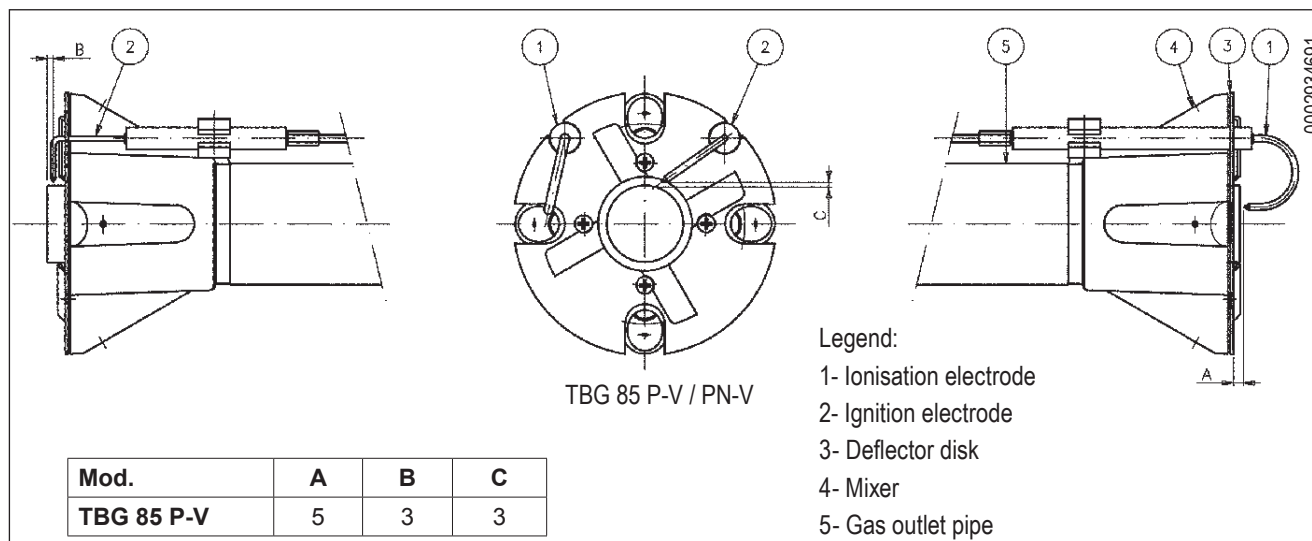 B
2
1
2
5
4
3
1
0002934691
C
A
TBG 85 P-V / PN-V
Legend:
1- Ionisation electrode
2- Ignition electrode
3- Deflector disk
4- Mixer
5- Gas outlet pipe
Mod. A B C
TBG 85 P-V 5 3 3